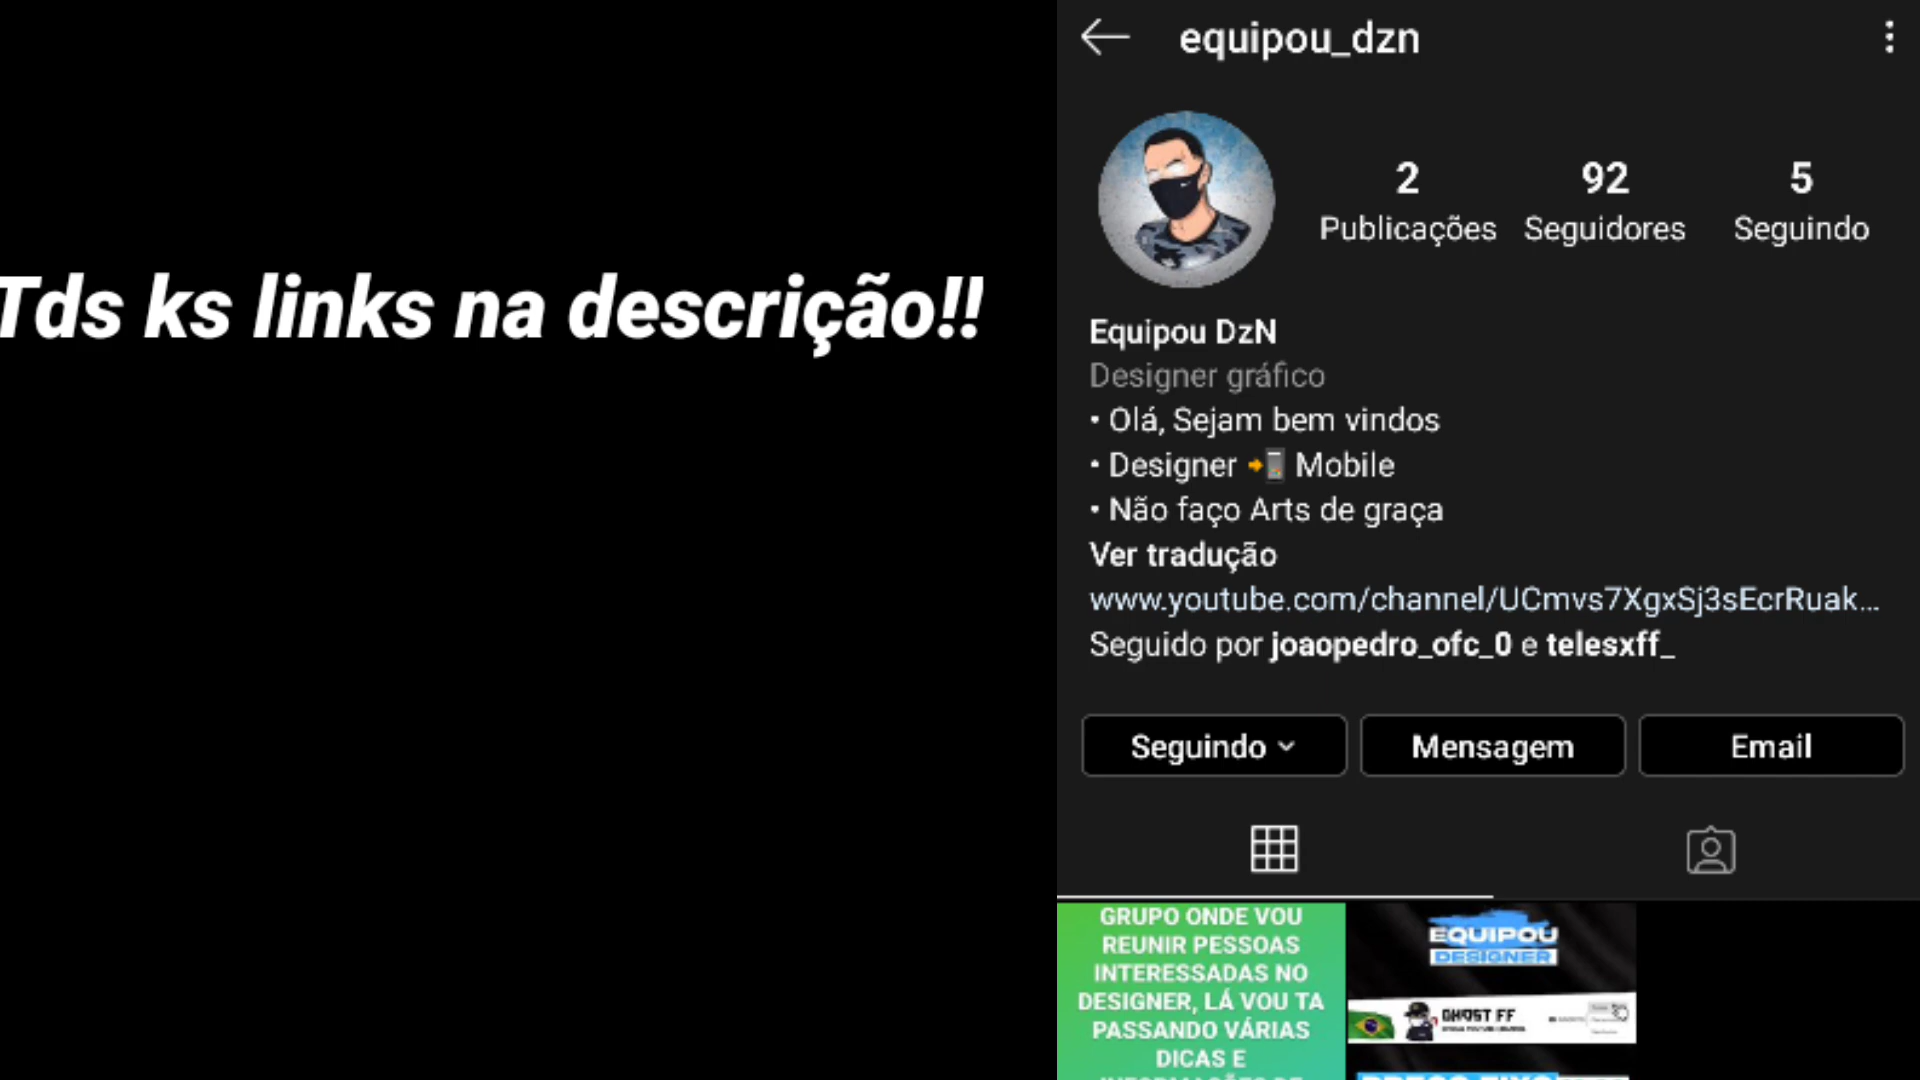 Tds ks links na descrição!!
equipou_dzn
2 92 5
Publicações Seguidores Seguindo
Equipou DzN
Designer gráfico
• Olá, Sejam bem vindos
• Designer 📲 Mobile
• Não faço Arts de graça
Ver tradução
www.youtube.com/channel/UCmvs7XgxSj3sEcrRuak...
Seguido por joaopedro_ofc_0 e telesxff_
Seguindo Mensagem Email
GRUPO ONDE VOU
REUNIR PESSOAS
INTERESSADAS NO
DESIGNER, LÁ VOU TA
PASSANDO VÁRIAS
DICAS E
EQUIPOU
DESIGNER
GHOST FF